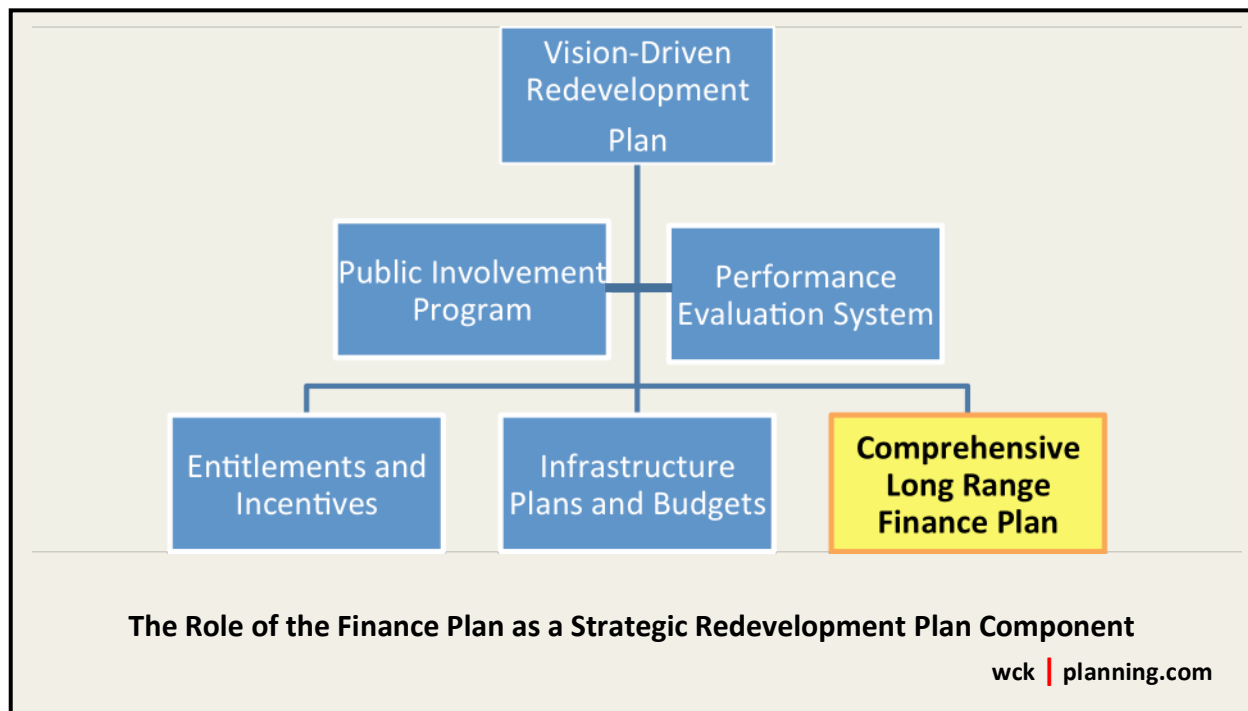 Vision-Driven
Redevelopment
Plan
Public Involvement
Program
Performance
Evaluation System
Entitlements and
Incentives
Infrastructure
Plans and Budgets
Comprehensive
Long Range
Finance Plan
The Role of the Finance Plan as a Strategic Redevelopment Plan Component
wck | planning.com